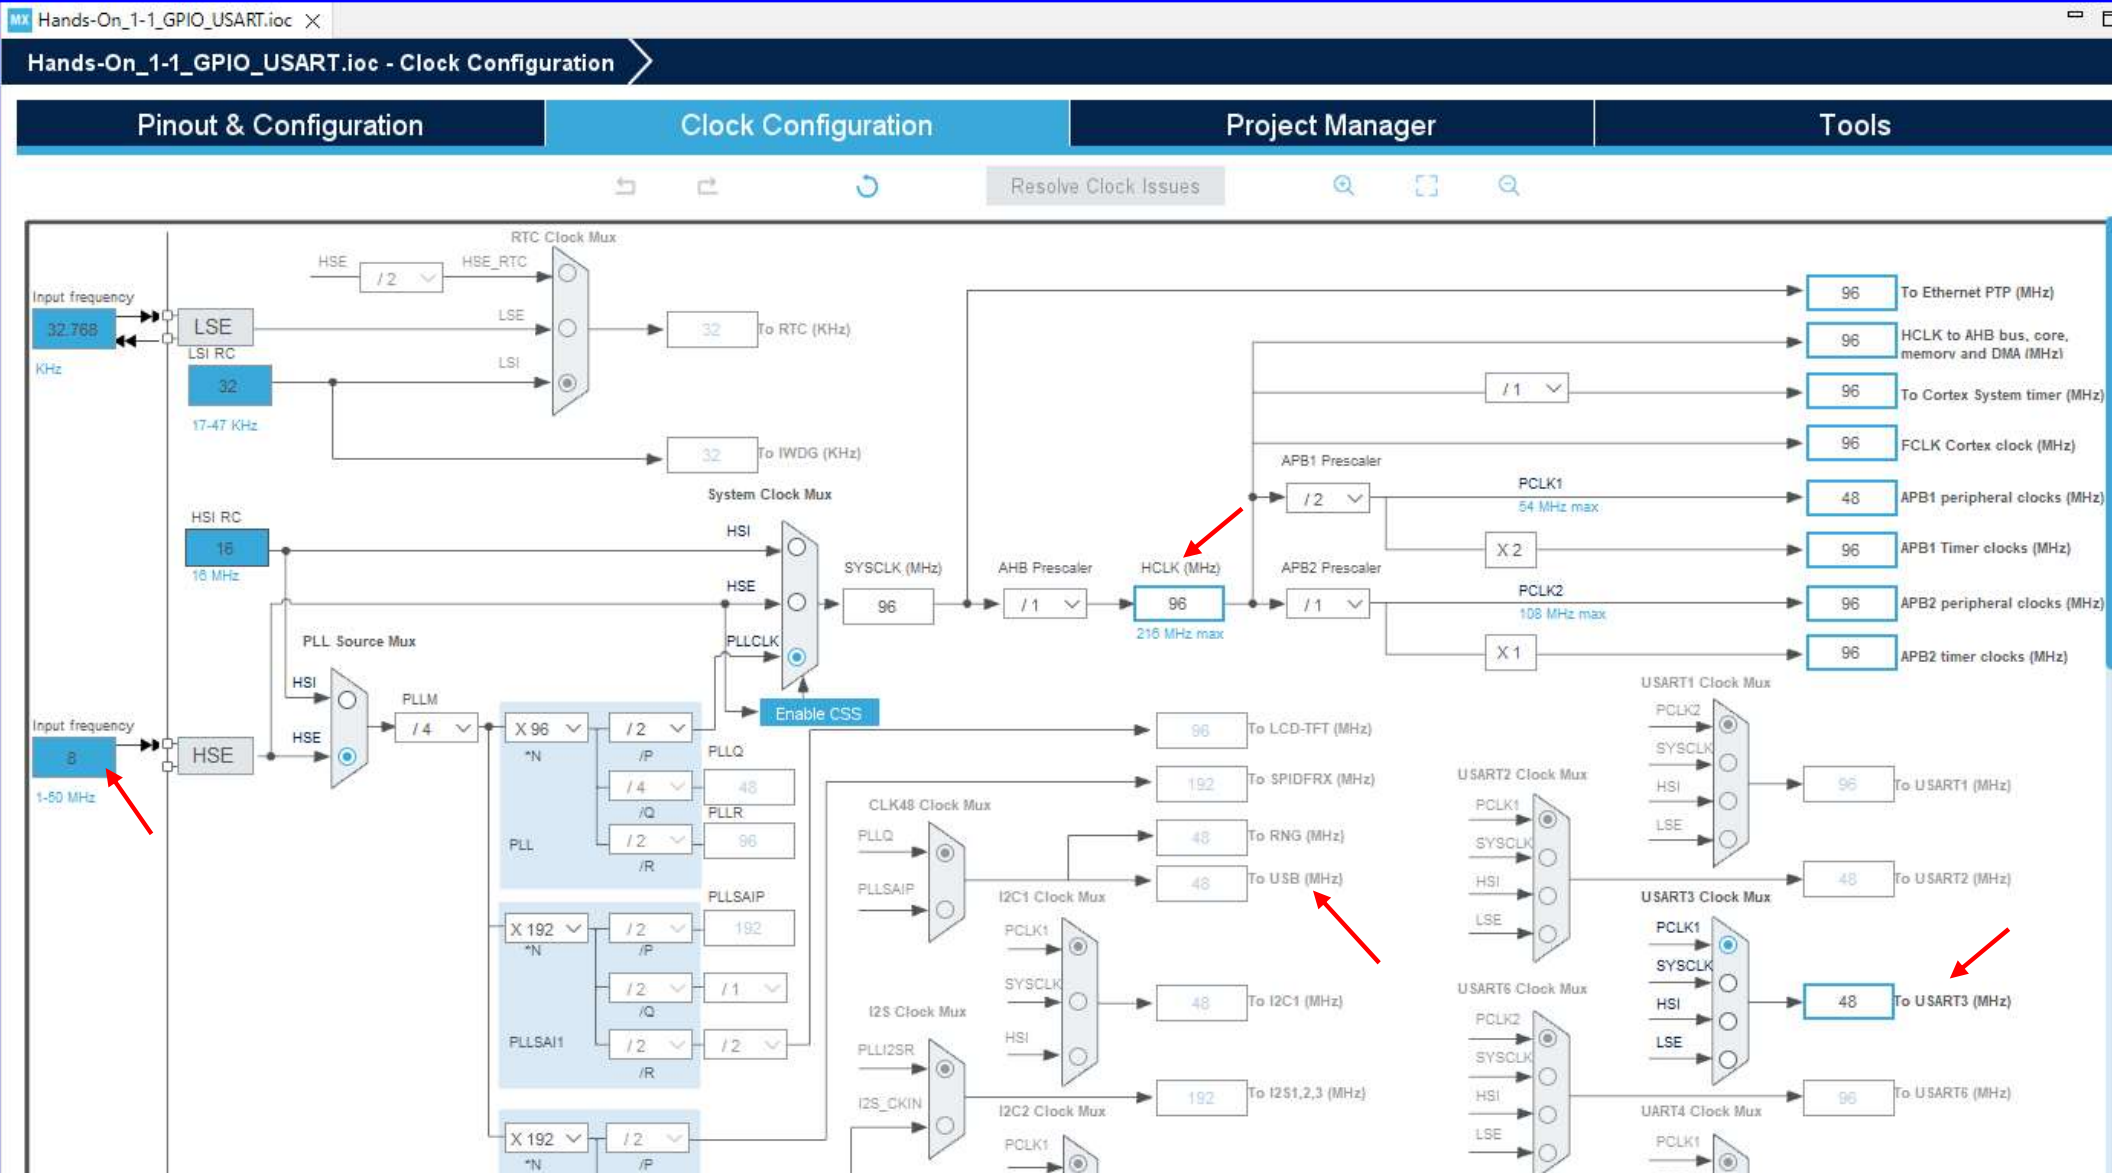 MX Hands-On_1-1_GPIO_USART.ioc
Hands-On_1-1_GPIO_USART.ioc - Clock Configuration
Pinout & Configuration
Clock Configuration
Project Manager
Tools
Resolve Clock Issues
RTC Clock Mux
HSE
/ 2
HSE_RTC
Input frequency
32.768
KHz
LSE
LSE
32
To RTC (KHz)
LSI RC
32
17-47 KHz
LSI
32
To IWDG (KHz)
96
To Ethernet PTP (MHz)
96
HCLK to AHB bus, core,
memory and DMA (MHz)
/ 1
96
To Cortex System timer (MHz)
96
FCLK Cortex clock (MHz)
APB1 Prescaler
/ 2
PCLK1
54 MHz max
48
APB1 peripheral clocks (MHz)
X 2
96
APB1 Timer clocks (MHz)
System Clock Mux
HSI RC
16
16 MHz
HSI
HSE
PLLCLK
SYSCLK (MHz)
96
AHB Prescaler
/ 1
HCLK (MHz)
96
216 MHz max
APB2 Prescaler
/ 1
PCLK2
108 MHz max
96
APB2 peripheral clocks (MHz)
X 1
96
APB2 timer clocks (MHz)
Enable CSS
PLL Source Mux
HSI
HSE
Input frequency
8
1-50 MHz
HSE
PLLM
/ 4
X 96
*N
/ 2
/P
PLLQ
/ 4
48
/Q
PLLR
/ 2
96
/R
PLL
PLLSAIP
X 192
*N
/ 2
192
/P
/ 2
/ 1
/Q
/ 2
/ 2
/R
PLLSAI1
X 192
*N
/ 2
/P
96
To LCD-TFT (MHz)
192
To SPIDFRX (MHz)
CLK48 Clock Mux
PLLQ
PLLSAIP
48
To RNG (MHz)
48
To USB (MHz)
I2C1 Clock Mux
PCLK1
SYSCLK
HSI
48
To I2C1 (MHz)
I2S Clock Mux
PLLI2SR
I2S_CKIN
192
To I2S1,2,3 (MHz)
I2C2 Clock Mux
PCLK1
USART1 Clock Mux
PCLK2
SYSCLK
HSI
LSE
96
To USART1 (MHz)
USART2 Clock Mux
PCLK1
SYSCLK
HSI
LSE
48
To USART2 (MHz)
USART3 Clock Mux
PCLK1
SYSCLK
HSI
LSE
48
To USART3 (MHz)
USART6 Clock Mux
PCLK2
SYSCLK
HSI
LSE
96
To USART6 (MHz)
UART4 Clock Mux
PCLK1